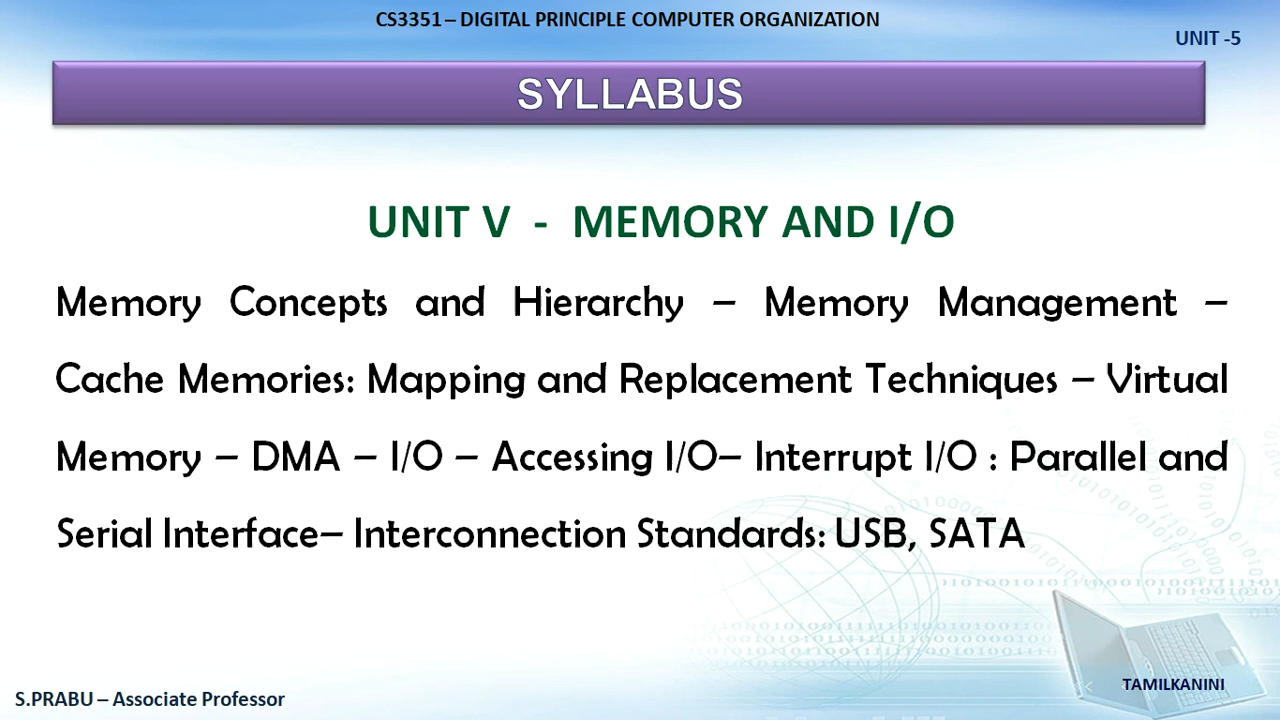 CS3351 – DIGITAL PRINCIPLE COMPUTER ORGANIZATION
UNIT -5
SYLLABUS
UNIT V - MEMORY AND I/O
Memory Concepts and Hierarchy – Memory Management –
Cache Memories: Mapping and Replacement Techniques – Virtual
Memory – DMA – I/O – Accessing I/O– Interrupt I/O : Parallel and
Serial Interface– Interconnection Standards: USB, SATA
S.PRABU – Associate Professor
TAMILKANINI